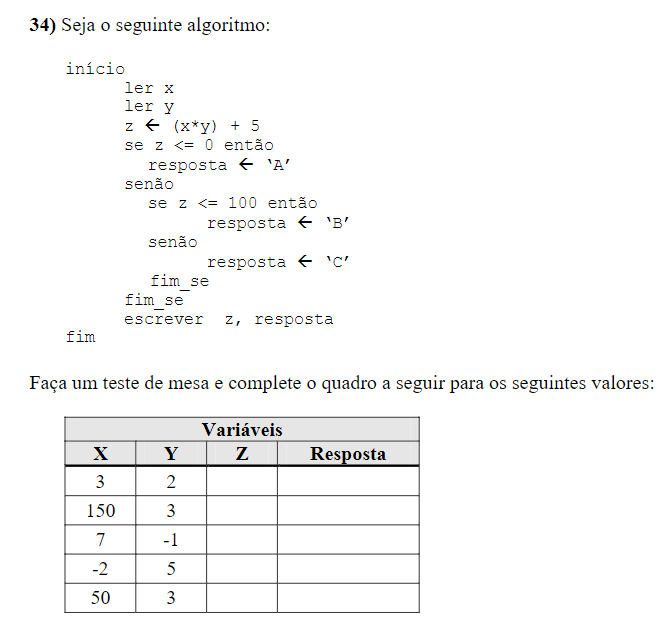 34) Seja o seguinte algoritmo:
início
ler x
ler y
z ← (x*y) + 5
se z <= 0 então
resposta ← ‘A’
senão
se z <= 100 então
resposta ← ‘B’
senão
resposta ← ‘C’
fim_se
fim_se
escrever z, resposta
fim
Faça um teste de mesa e complete o quadro a seguir para os seguintes valores:
Variáveis
X Y Z Resposta
3 2
150 3
7 -1
-2 5
50 3